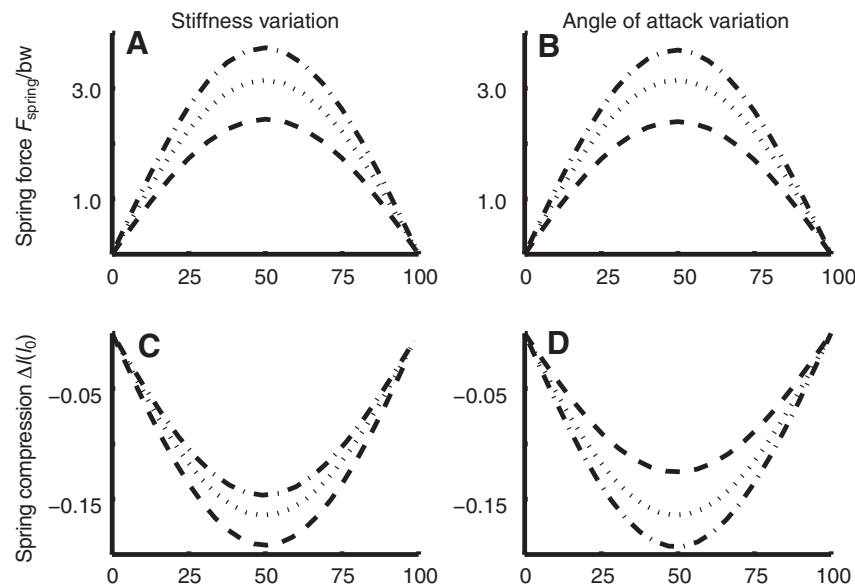 Stiffness variation
Angle of attack variation
A
B
Spring force Fspring/bw
3.0
1.0
0 25 50 75 100
3.0
1.0
0 25 50 75 100
C
D
Spring compression Δl(l0)
−0.05
−0.15
0 25 50 75 100
−0.05
−0.15
0 25 50 75 100